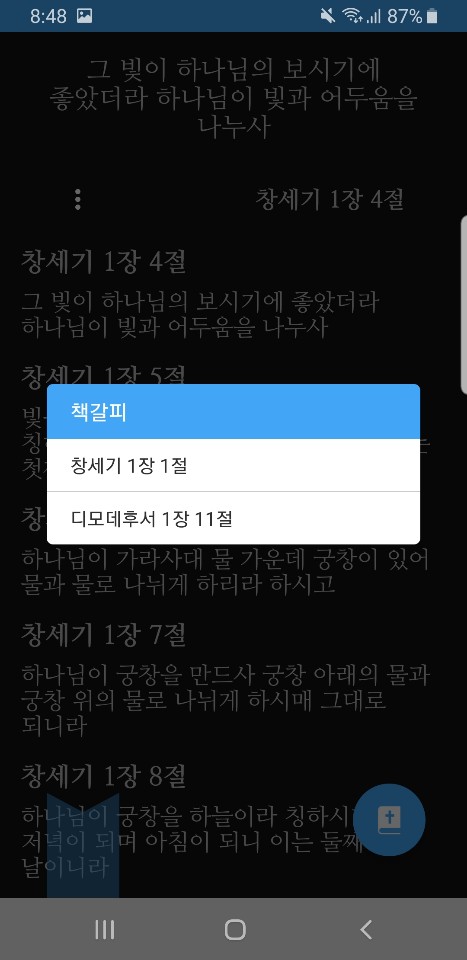 8:48
87%
그 빛이 하나님의 보시기에
좋았더라 하나님이 빛과 어두움을
나누사
창세기 1장 4절
창세기 1장 4절
그 빛이 하나님의 보시기에 좋았더라
하나님이 빛과 어두움을 나누사
창세기 1장 5절
책갈피
창세기 1장 1절
디모데후서 1장 11절
하나님이 가라사대 물 가운데 궁창이 있어
물과 물로 나뉘게 하리라 하시고
창세기 1장 7절
하나님이 궁창을 만드사 궁창 아래의 물과
궁창 위의 물로 나뉘게 하시매 그대로
되니라
창세기 1장 8절
하나님이 궁창을 하늘이라 칭하시
저녁이 되며 아침이 되니 이는 둘째
날이니라